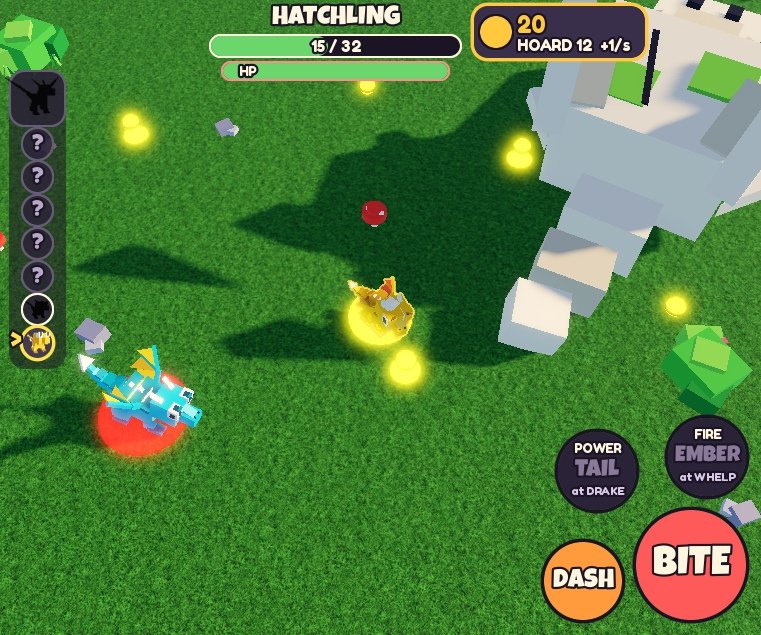 HATCHLING
15 / 32
HP
20
HOARD 12 +1/s
?
?
?
?
?
>
POWER
TAIL
at DRAKE
FIRE
EMBER
at WHELP
DASH
BITE